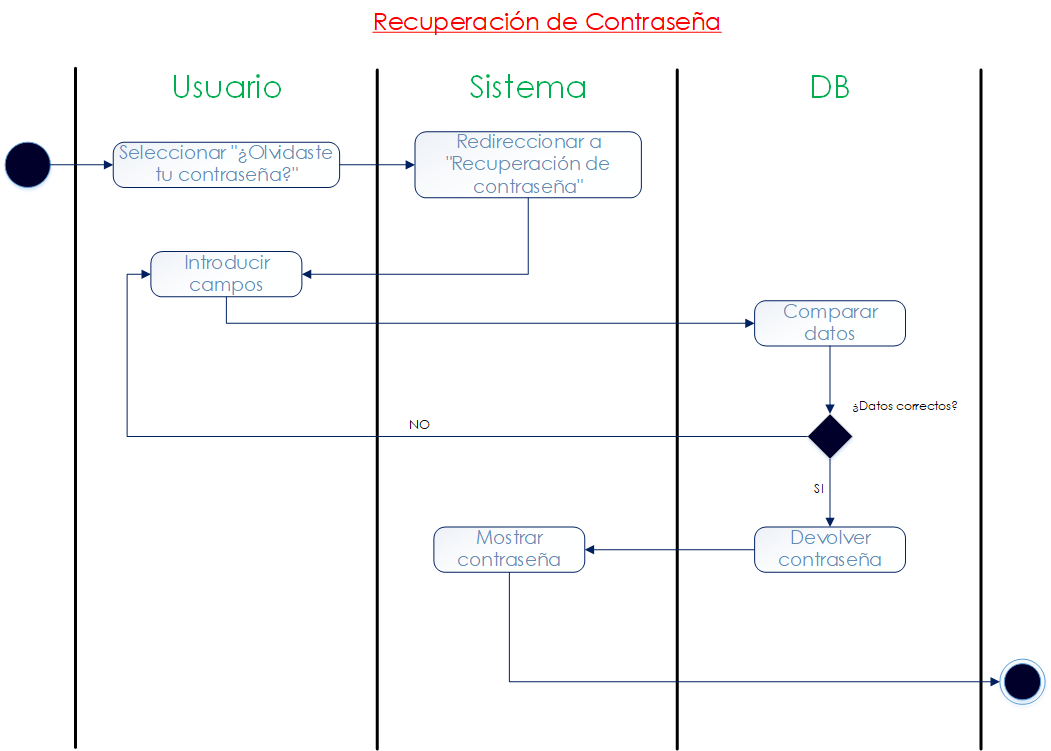 Recuperación de Contraseña
Usuario
Sistema
DB
Seleccionar "¿Olvidaste
tu contraseña?"
Redireccionar a
"Recuperación de
contraseña"
Introducir
campos
Comparar
datos
¿Datos correctos?
NO
SI
Mostrar
contraseña
Devolver
contraseña